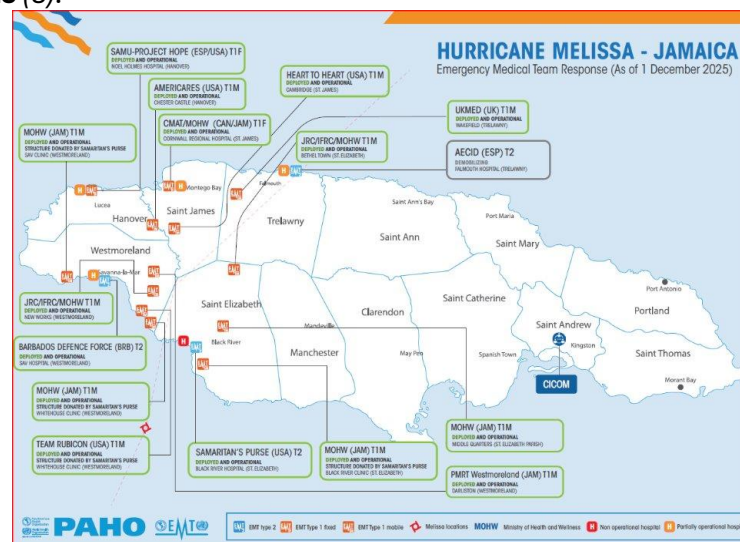 HURRICANE MELISSA - JAMAICA
Emergency Medical Team Response (As of 1 December 2025)
SAMU-PROJECT HOPE (ESP/USA) T1F
DEPLOYED AND OPERATIONAL
NOEL HOLMES HOSPITAL (HANOVER)
AMERICARES (USA) T1M
DEPLOYED AND OPERATIONAL
CHESTER CASTLE (HANOVER)
HEART TO HEART (USA) T1M
DEPLOYED AND OPERATIONAL
CAMBRIDGE (ST. JAMES)
CMAT/MOHW (CAN/JAM) T1F
DEPLOYED AND OPERATIONAL
CORNWALL REGIONAL HOSPITAL (ST. JAMES)
UKMED (UK) T1M
DEPLOYED AND OPERATIONAL
WAKEFIELD (TRELAWNY)
MOHW (JAM) T1M
DEPLOYED AND OPERATIONAL
STRUCTURE DONATED BY SAMARITAN'S PURSE
SAV CLINIC (WESTMORELAND)
JRC/IFRC/MOHW T1M
DEPLOYED AND OPERATIONAL
BETHEL TOWN (ST. ELIZABETH)
AECID (ESP) T2
DEMOBILIZING
FALMOUTH HOSPITAL (TRELAWNY)
Montego Bay
Falmouth
Lucea
Hanover
Saint James
Trelawny
Saint Ann's Bay
Saint Ann
Port Maria
Saint Mary
Westmoreland
Savanna-la-Mar
Port Antonio
Portland
Saint Elizabeth
Clarendon
Saint Catherine
Saint Andrew
Mandeville
Kingston
Black River
Manchester
May Pen
Spanish Town
Saint Thomas
Morant Bay
CICOM
JRC/IFRC/MOHW T1M
DEPLOYED AND OPERATIONAL
NEW WORKS (WESTMORELAND)
BARBADOS DEFENCE FORCE (BRB) T2
DEPLOYED AND OPERATIONAL
SAV HOSPITAL (WESTMORELAND)
MOHW (JAM) T1M
DEPLOYED AND OPERATIONAL
STRUCTURE DONATED BY SAMARITAN'S PURSE
WHITEHOUSE CLINIC (WESTMORELAND)
TEAM RUBICON (USA) T1M
DEPLOYED AND OPERATIONAL
STRUCTURE DONATED BY SAMARITAN'S PURSE
WHITEHOUSE CLINIC (WESTMORELAND)
SAMARITAN'S PURSE (USA) T2
DEPLOYED AND OPERATIONAL
BLACK RIVER HOSPITAL (ST. ELIZABETH)
MOHW (JAM) T1M
DEPLOYED AND OPERATIONAL
STRUCTURE DONATED BY SAMARITAN'S PURSE
BLACK RIVER CLINIC (ST. ELIZABETH)
MOHW (JAM) T1M
DEPLOYED AND OPERATIONAL
MIDDLE QUARTERS (ST. ELIZABETH PARISH)
PMRT Westmoreland (JAM) T1M
DEPLOYED AND OPERATIONAL
DARLISTON (WESTMORELAND)
PAHO
EMT
EMT type 2
EMT Type 1 fixed
EMT Type 1 mobile
Melissa locations
MOHW Ministry of Health and Wellness
H Non operational hospital
H Partially operational hospital